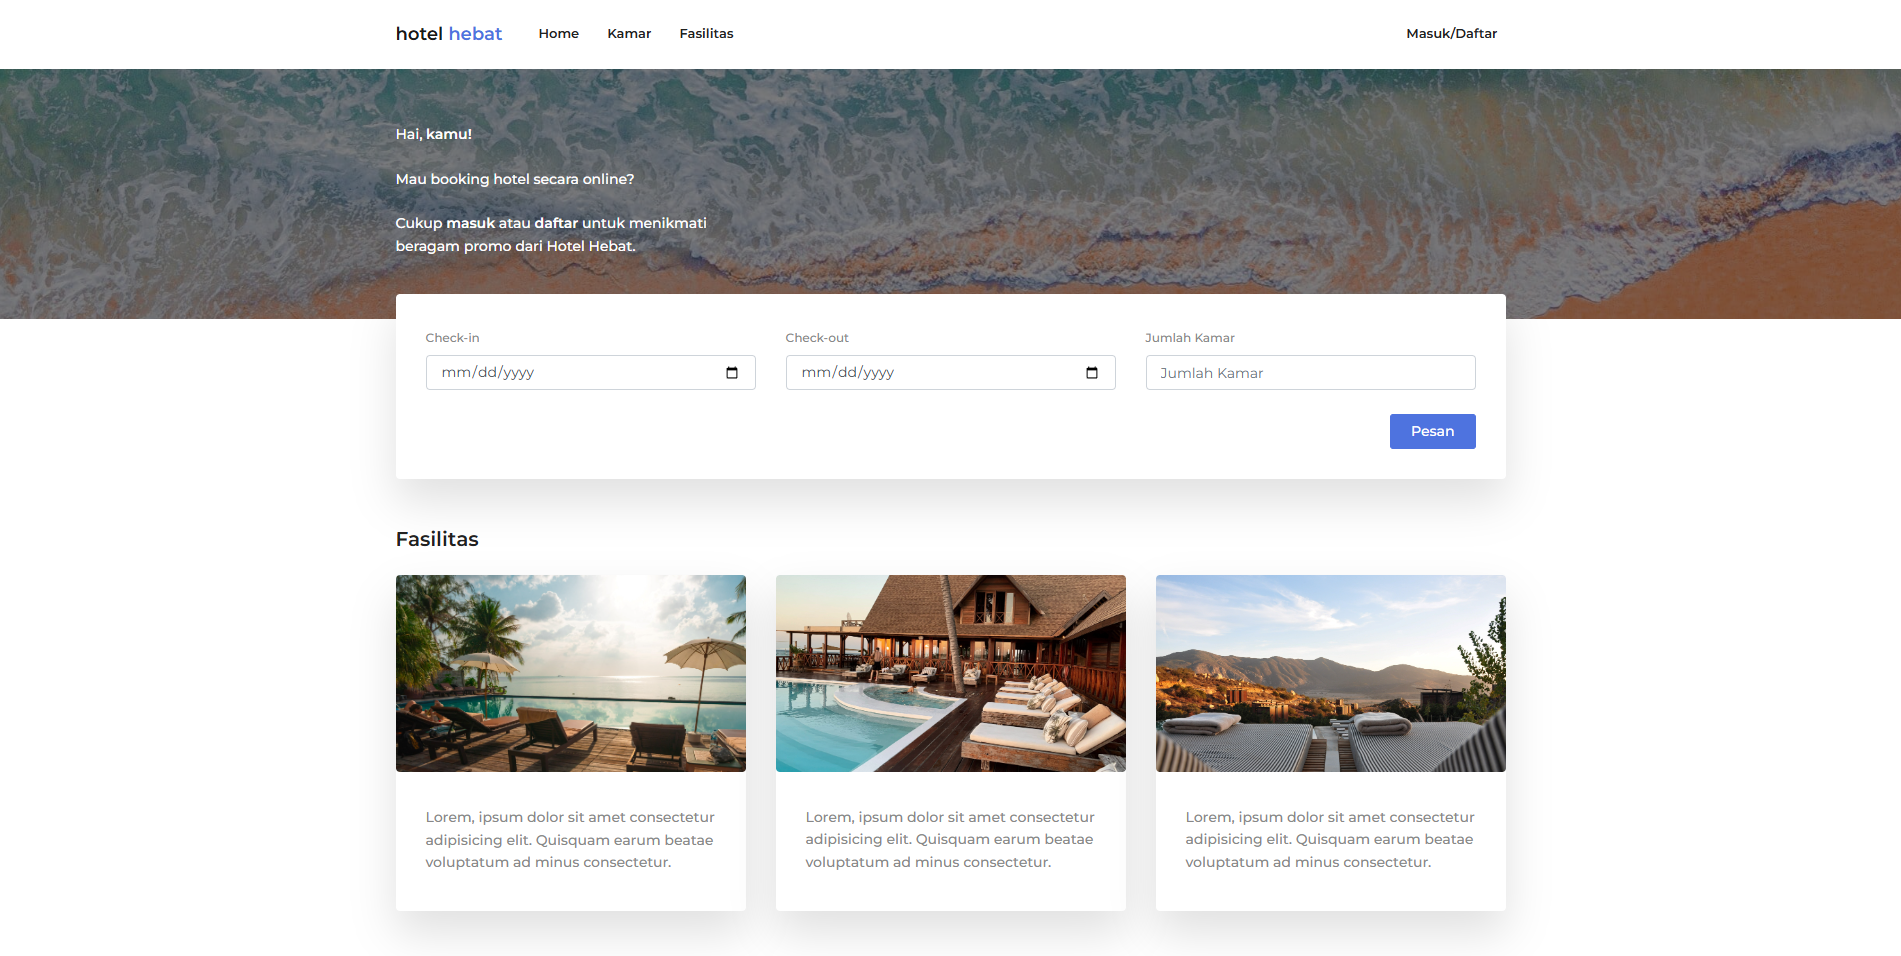 hotel hebat
Home
Kamar
Fasilitas
Masuk/Daftar
Hai, kamu!
Mau booking hotel secara online?
Cukup masuk atau daftar untuk menikmati
beragam promo dari Hotel Hebat.
Check-in
mm/dd/yyyy
Check-out
mm/dd/yyyy
Jumlah Kamar
Jumlah Kamar
Pesan
Fasilitas
Lorem, ipsum dolor sit amet consectetur
adipisicing elit. Quisquam earum beatae
voluptatum ad minus consectetur.
Lorem, ipsum dolor sit amet consectetur
adipisicing elit. Quisquam earum beatae
voluptatum ad minus consectetur.
Lorem, ipsum dolor sit amet consectetur
adipisicing elit. Quisquam earum beatae
voluptatum ad minus consectetur.